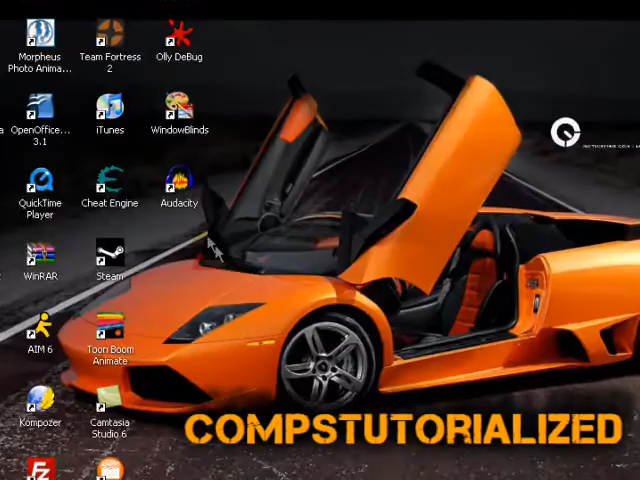 Morpheus
Photo Anima...
Team Fortress
2
Olly DeBug
OpenOffice....
3.1
iTunes
WindowBlinds
QuickTime
Player
Cheat Engine
Audacity
WinRAR
Steam
AIM 6
Toon Boom
Animate
Kompozer
Camtasia
Studio 6
COMPSTUTORIALIZED